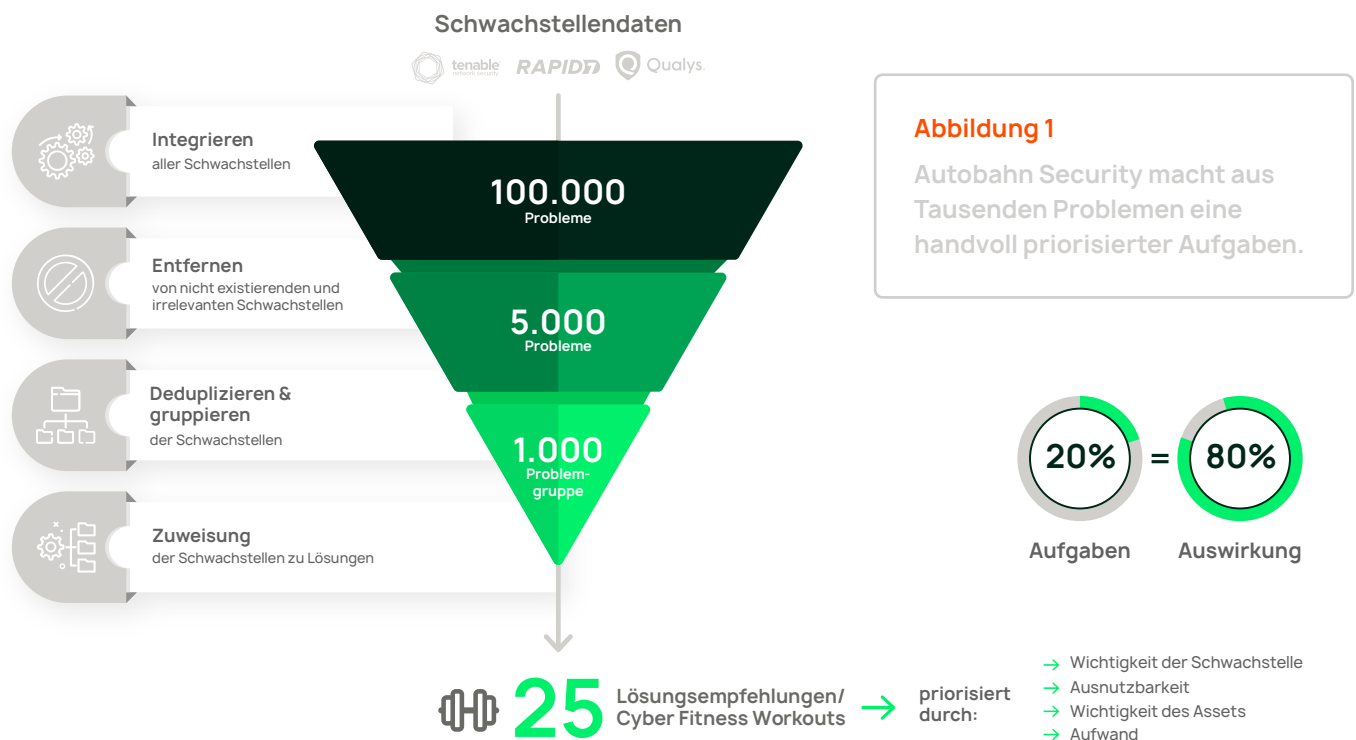 Schwachstellendaten
tenable
network security
RAPID7
Qualys.
Integrieren
aller Schwachstellen
Entfernen
von nicht existierenden und
irrelevanten Schwachstellen
Deduplizieren &
gruppieren
der Schwachstellen
Zuweisung
der Schwachstellen zu Lösungen
100.000
Probleme
5.000
Probleme
1.000
Problem-
gruppe
Abbildung 1
Autobahn Security macht aus
Tausenden Problemen eine
handvoll priorisierter Aufgaben.
20% = 80%
Aufgaben Auswirkung
25
Lösungsempfehlungen/
Cyber Fitness Workouts
priorisiert
durch:
Wichtigkeit der Schwachstelle
Ausnutzbarkeit
Wichtigkeit des Assets
Aufwand